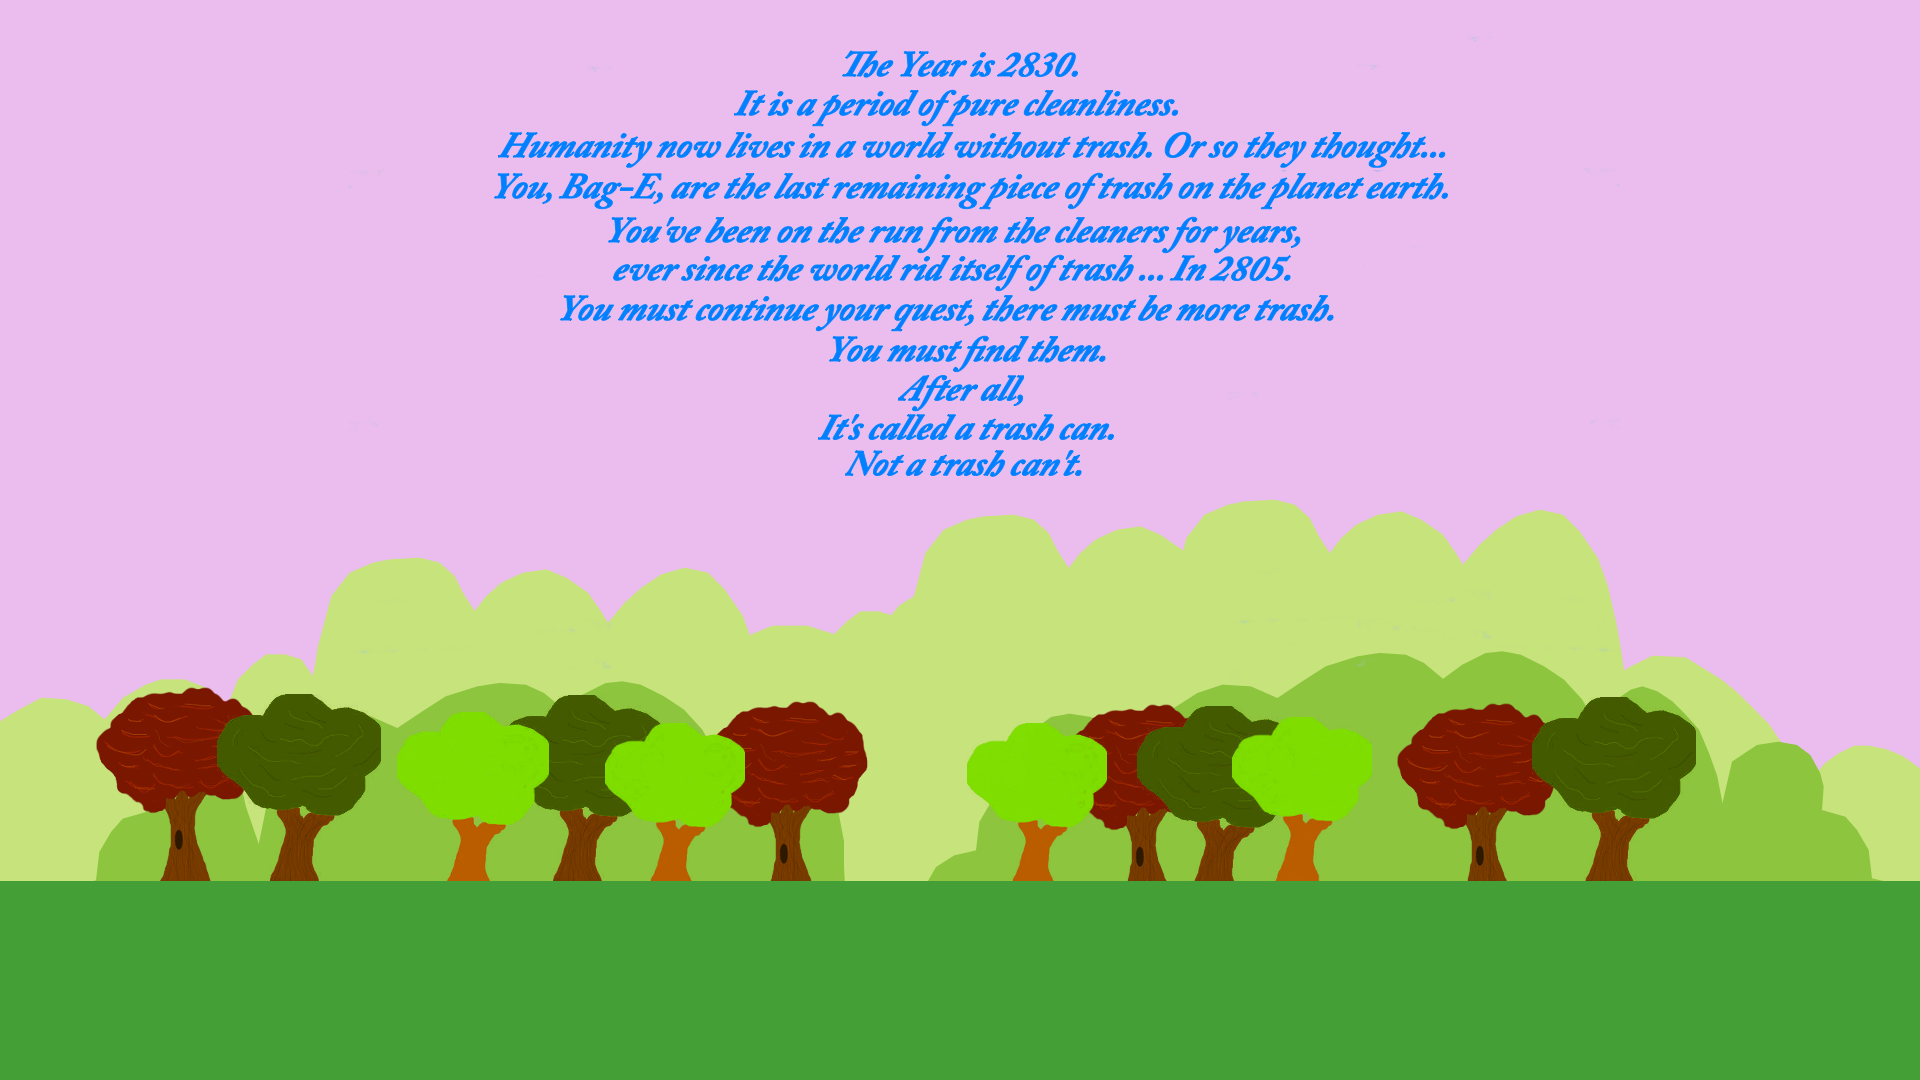 The Year is 2830.
It is a period of pure cleanliness.
Humanity now lives in a world without trash. Or so they thought...
You, Bag-E, are the last remaining piece of trash on the planet earth.
You've been on the run from the cleaners for years,
ever since the world rid itself of trash ... In 2805.
You must continue your quest, there must be more trash.
You must find them.
After all,
It's called a trash can.
Not a trash can't.